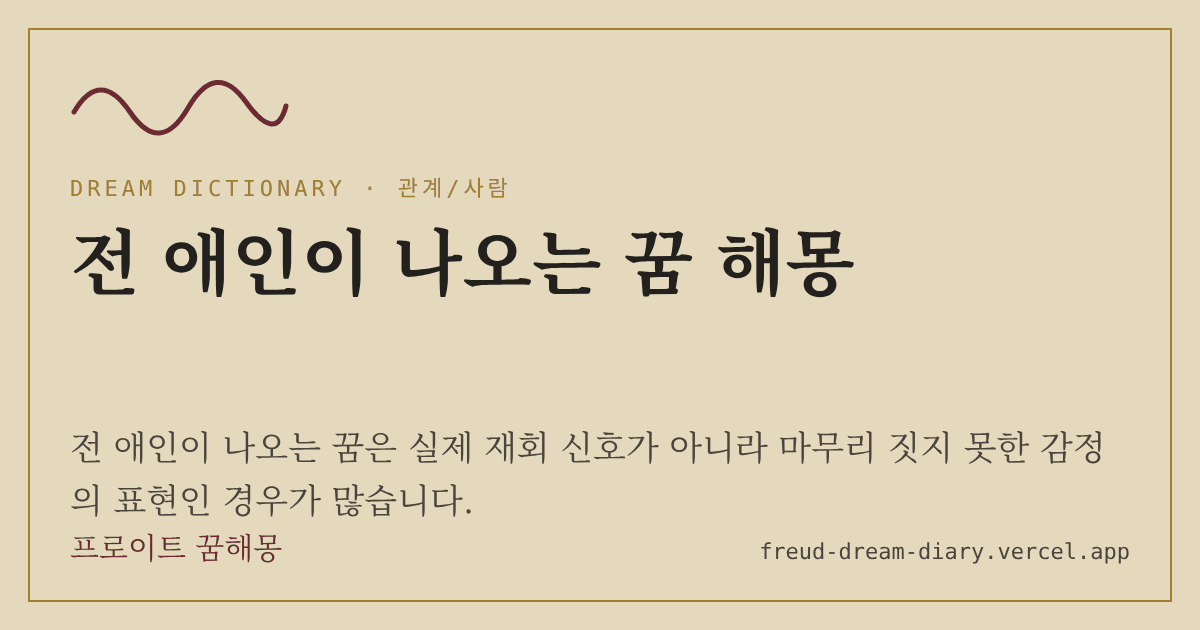 DREAM DICTIONARY · 관계/사람
전 애인이 나오는 꿈 해몽
전 애인이 나오는 꿈은 실제 재회 신호가 아니라 마무리 짓지 못한 감정
의 표현인 경우가 많습니다.
프로이트 꿈해몽
freud-dream-diary.vercel.app